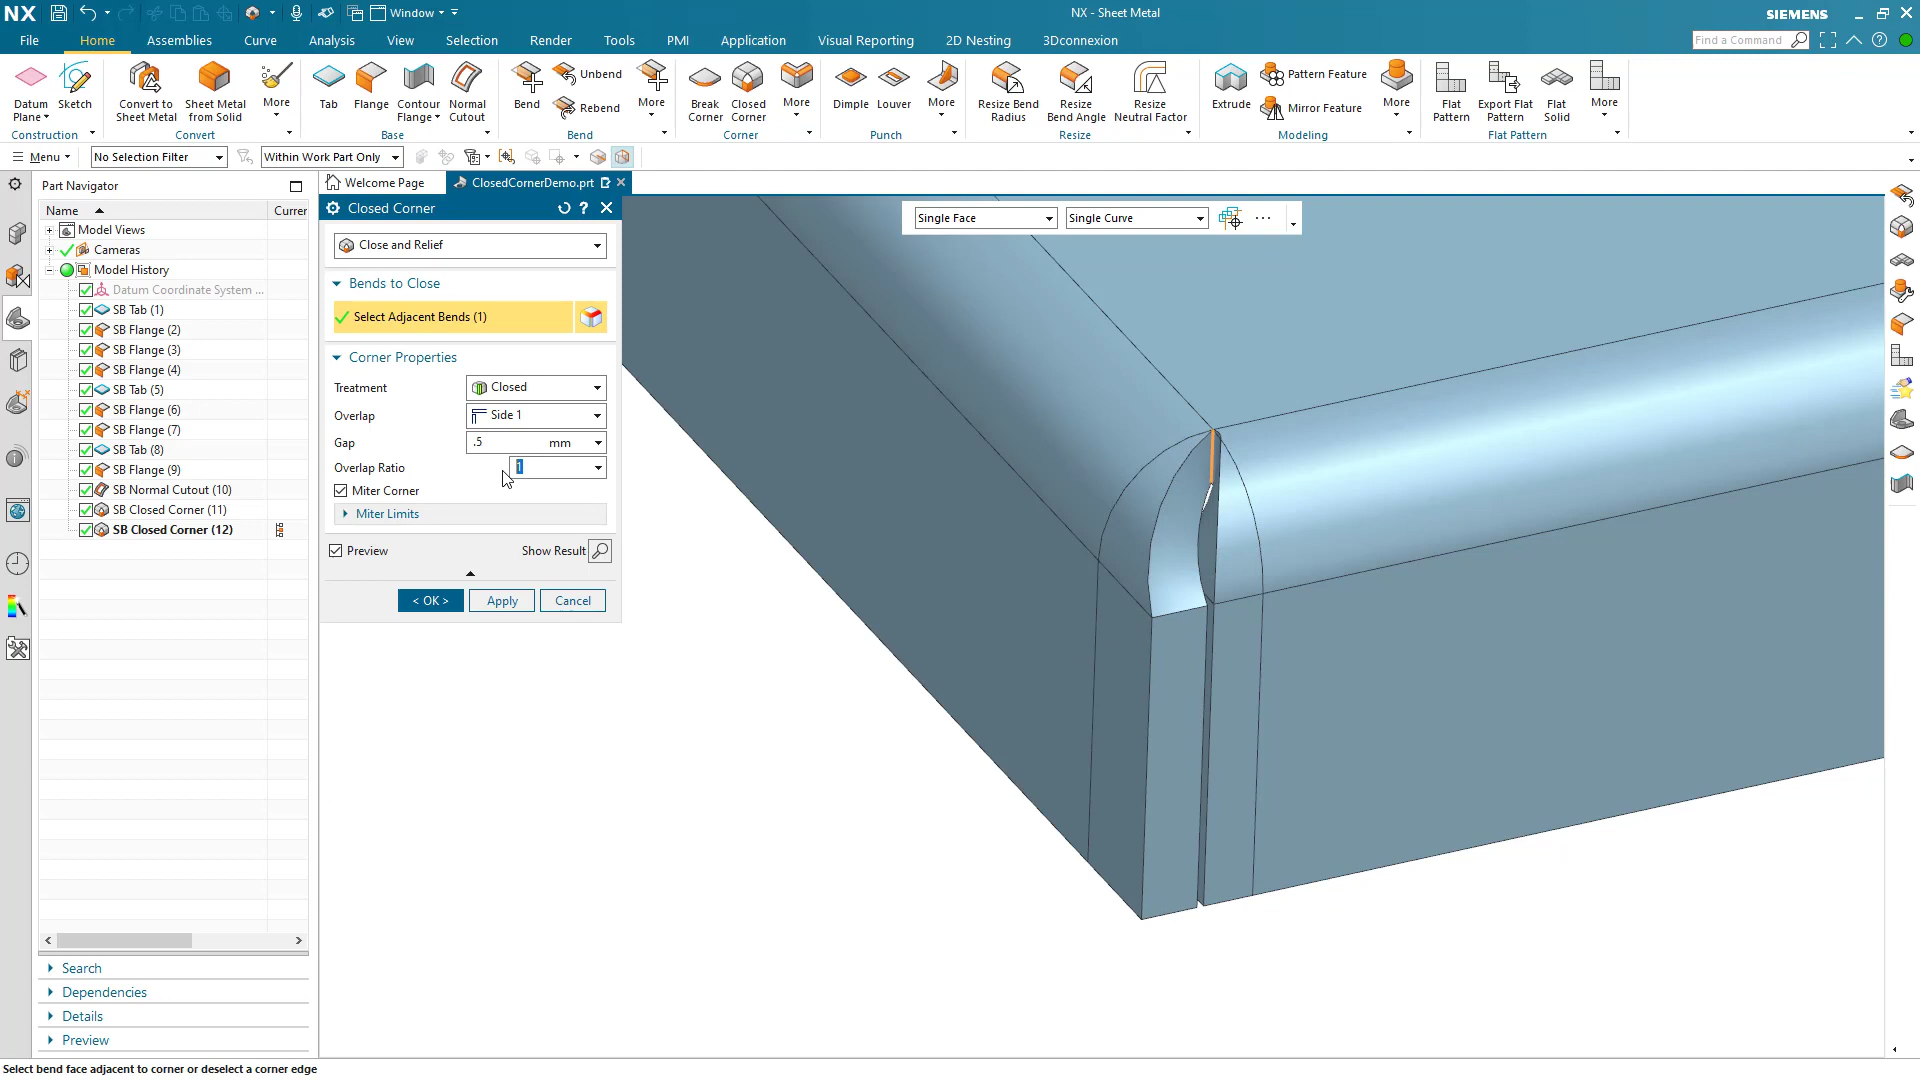 NX
Window
NX - Sheet Metal
SIEMENS
File
Home
Assemblies
Curve
Analysis
View
Selection
Render
Tools
PMI
Application
Visual Reporting
2D Nesting
3Dconnexion
Find a Command
Datum Plane
Sketch
Construction
Convert to Sheet Metal
Sheet Metal from Solid
More
Convert
Tab
Flange
Contour Flange
Normal Cutout
Base
Bend
Unbend
Rebend
More
Bend
Break Corner
Closed Corner
More
Corner
Dimple
Louver
More
Punch
Resize Bend Radius
Resize Bend Angle
Resize Neutral Factor
Resize
Extrude
Pattern Feature
Mirror Feature
More
Modeling
Flat Pattern
Export Flat Pattern
Flat Solid
More
Flat Pattern
Menu
No Selection Filter
Within Work Part Only
Part Navigator
Welcome Page
ClosedCornerDemo.prt
Name
Currer
Model Views
Cameras
Model History
Datum Coordinate System ...
SB Tab (1)
SB Flange (2)
SB Flange (3)
SB Flange (4)
SB Tab (5)
SB Flange (6)
SB Flange (7)
SB Tab (8)
SB Flange (9)
SB Normal Cutout (10)
SB Closed Corner (11)
SB Closed Corner (12)
Search
Dependencies
Details
Preview
Closed Corner
Close and Relief
Bends to Close
Select Adjacent Bends (1)
Corner Properties
Treatment
Closed
Overlap
Side 1
Gap
.5 mm
Overlap Ratio
1
Miter Corner
Miter Limits
Preview
Show Result
< OK >
Apply
Cancel
Single Face
Single Curve
Select bend face adjacent to corner or deselect a corner edge